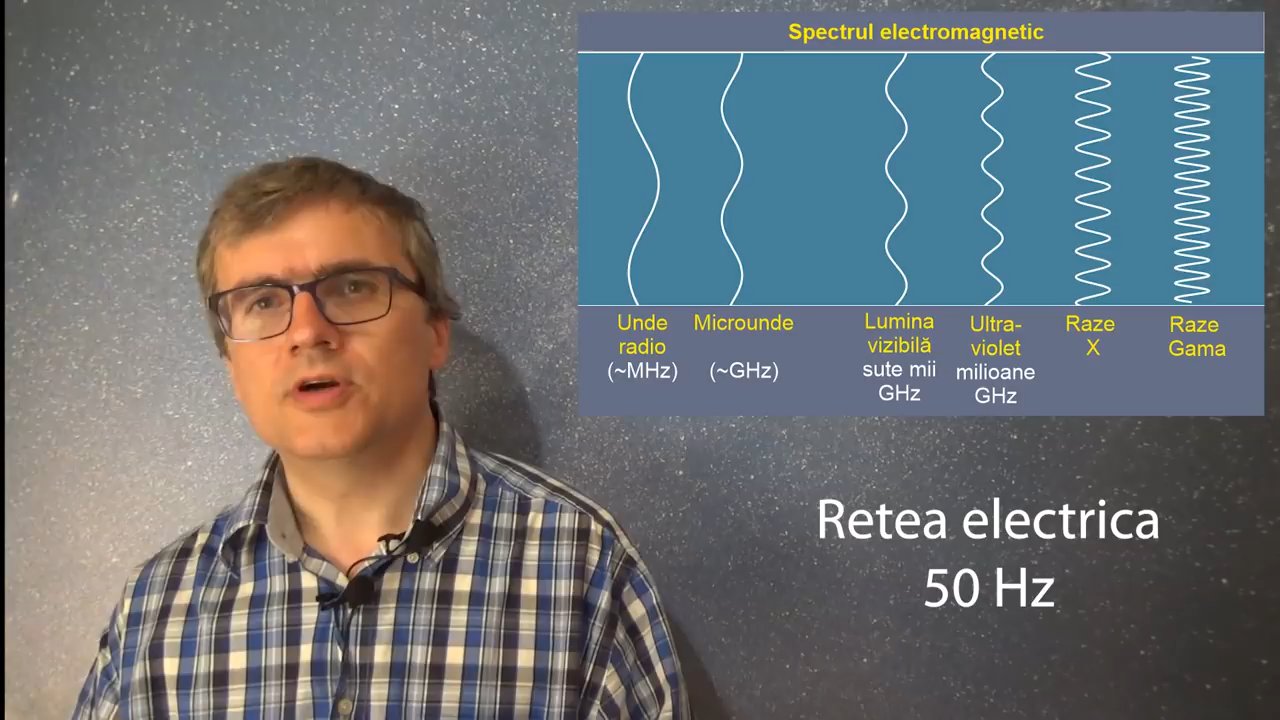 Spectrul electromagnetic
Unde
radio
(~MHz)
Microunde
(~GHz)
Lumina
vizibilă
sute mii
GHz
Ultra-
violet
milioane
GHz
Raze
X
Raze
Gama
Retea electrica
50 Hz